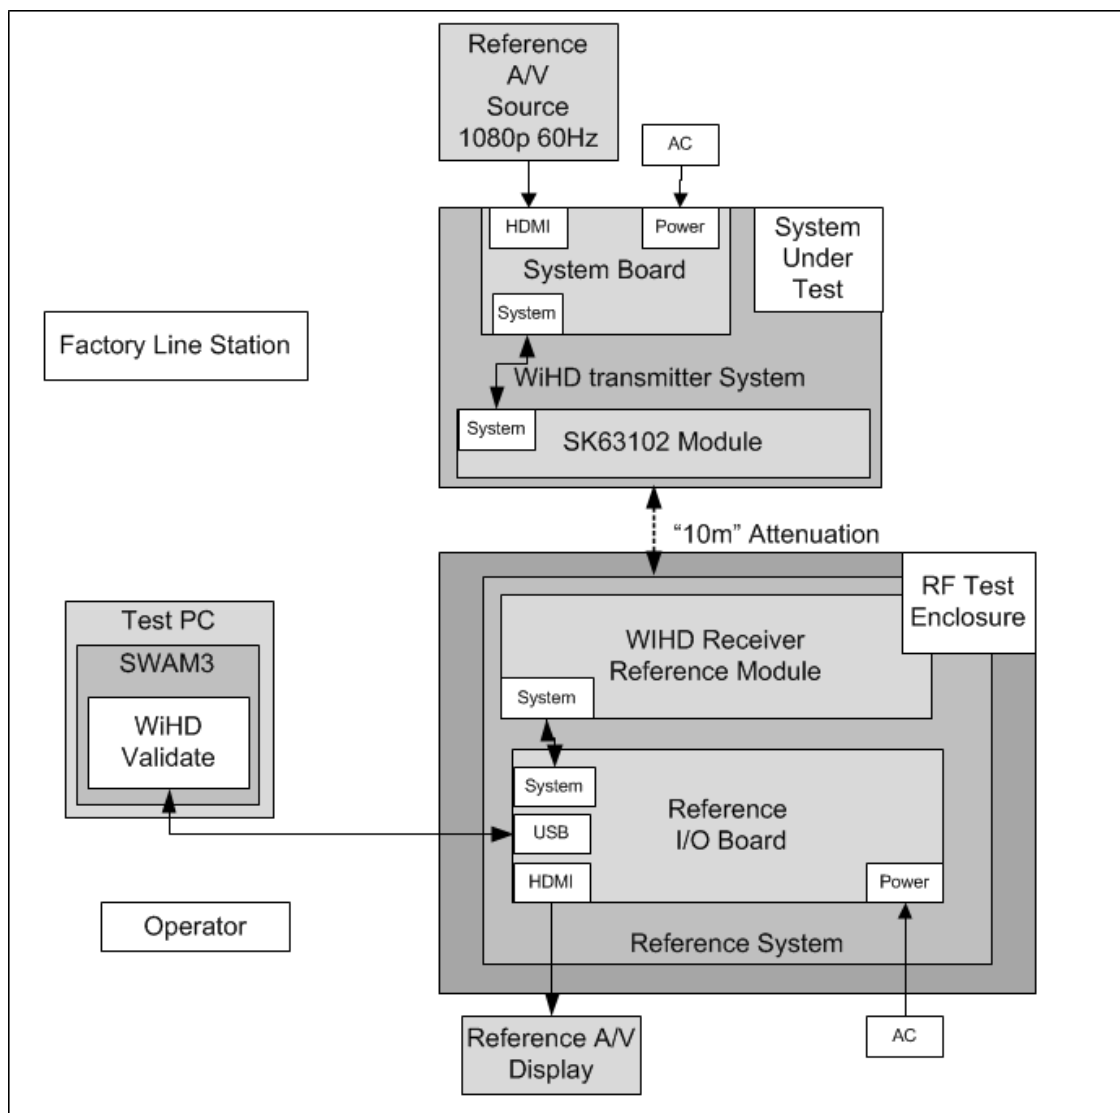 Reference
A/V
Source
1080p 60Hz
AC
HDMI
Power
System
Under
Test
System Board
System
Factory Line Station
WiHD transmitter System
System
SK63102 Module
“10m” Attenuation
RF Test
Enclosure
Test PC
SWAM3
WiHD
Validate
WIHD Receiver
Reference Module
System
System
Reference
I/O Board
USB
HDMI
Power
Operator
Reference System
Reference A/V
Display
AC